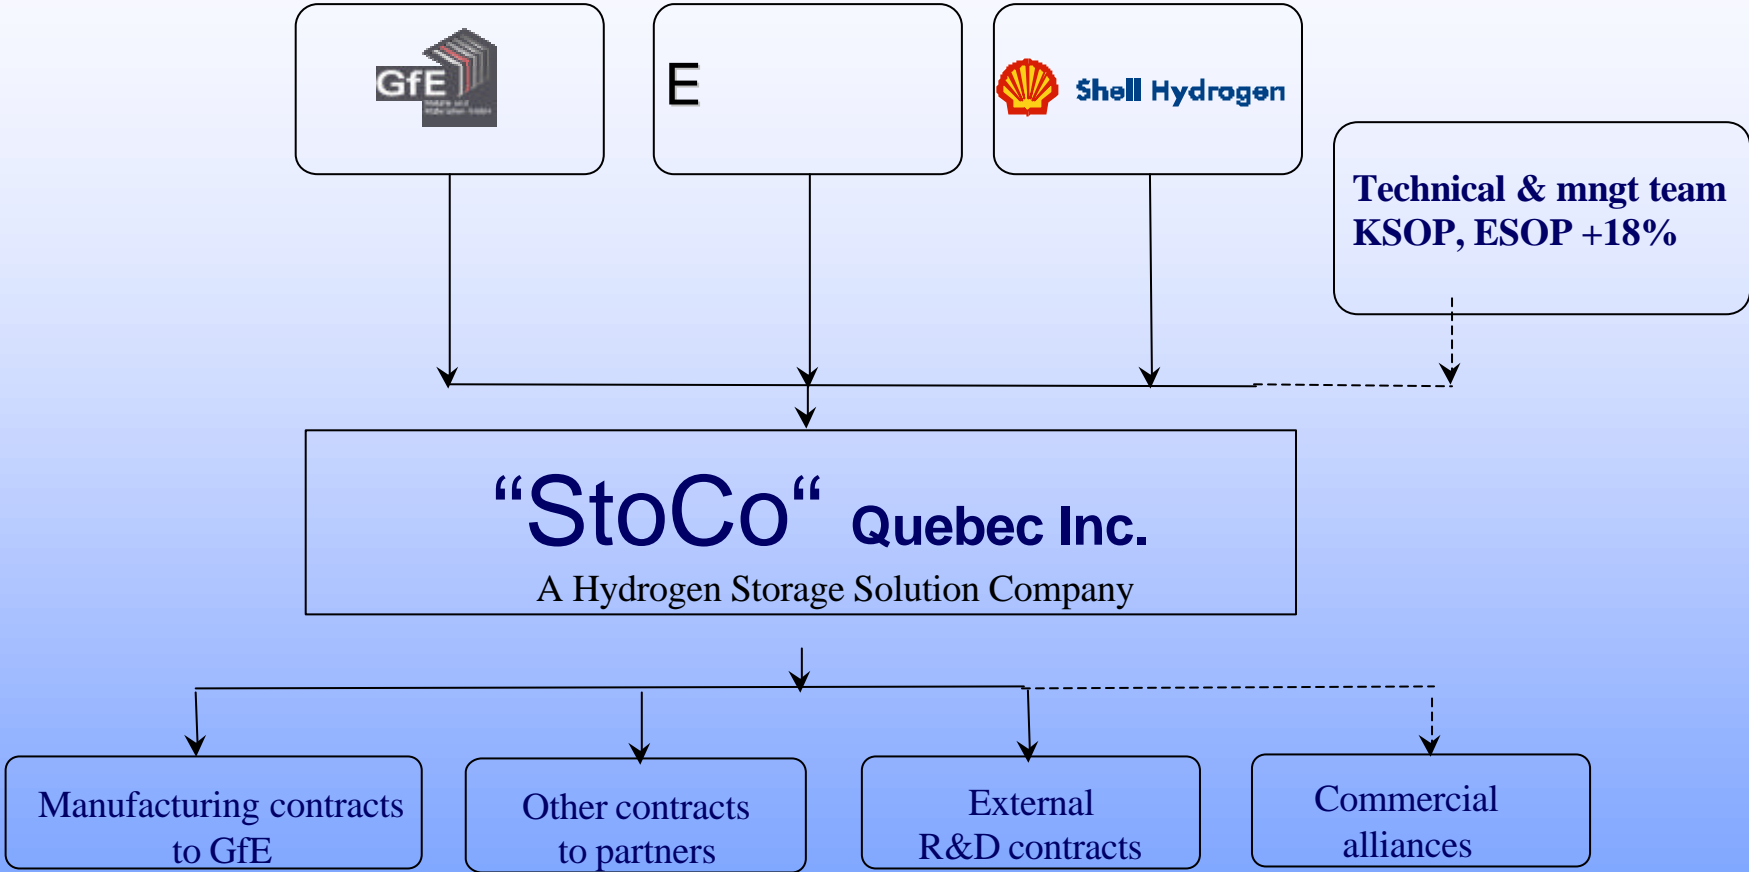 GfE
E
Shell Hydrogen
Technical & mngt team
KSOP, ESOP +18%
“StoCo“ Quebec Inc.
A Hydrogen Storage Solution Company
Manufacturing contracts
to GfE
Other contracts
to partners
External
R&D contracts
Commercial
alliances